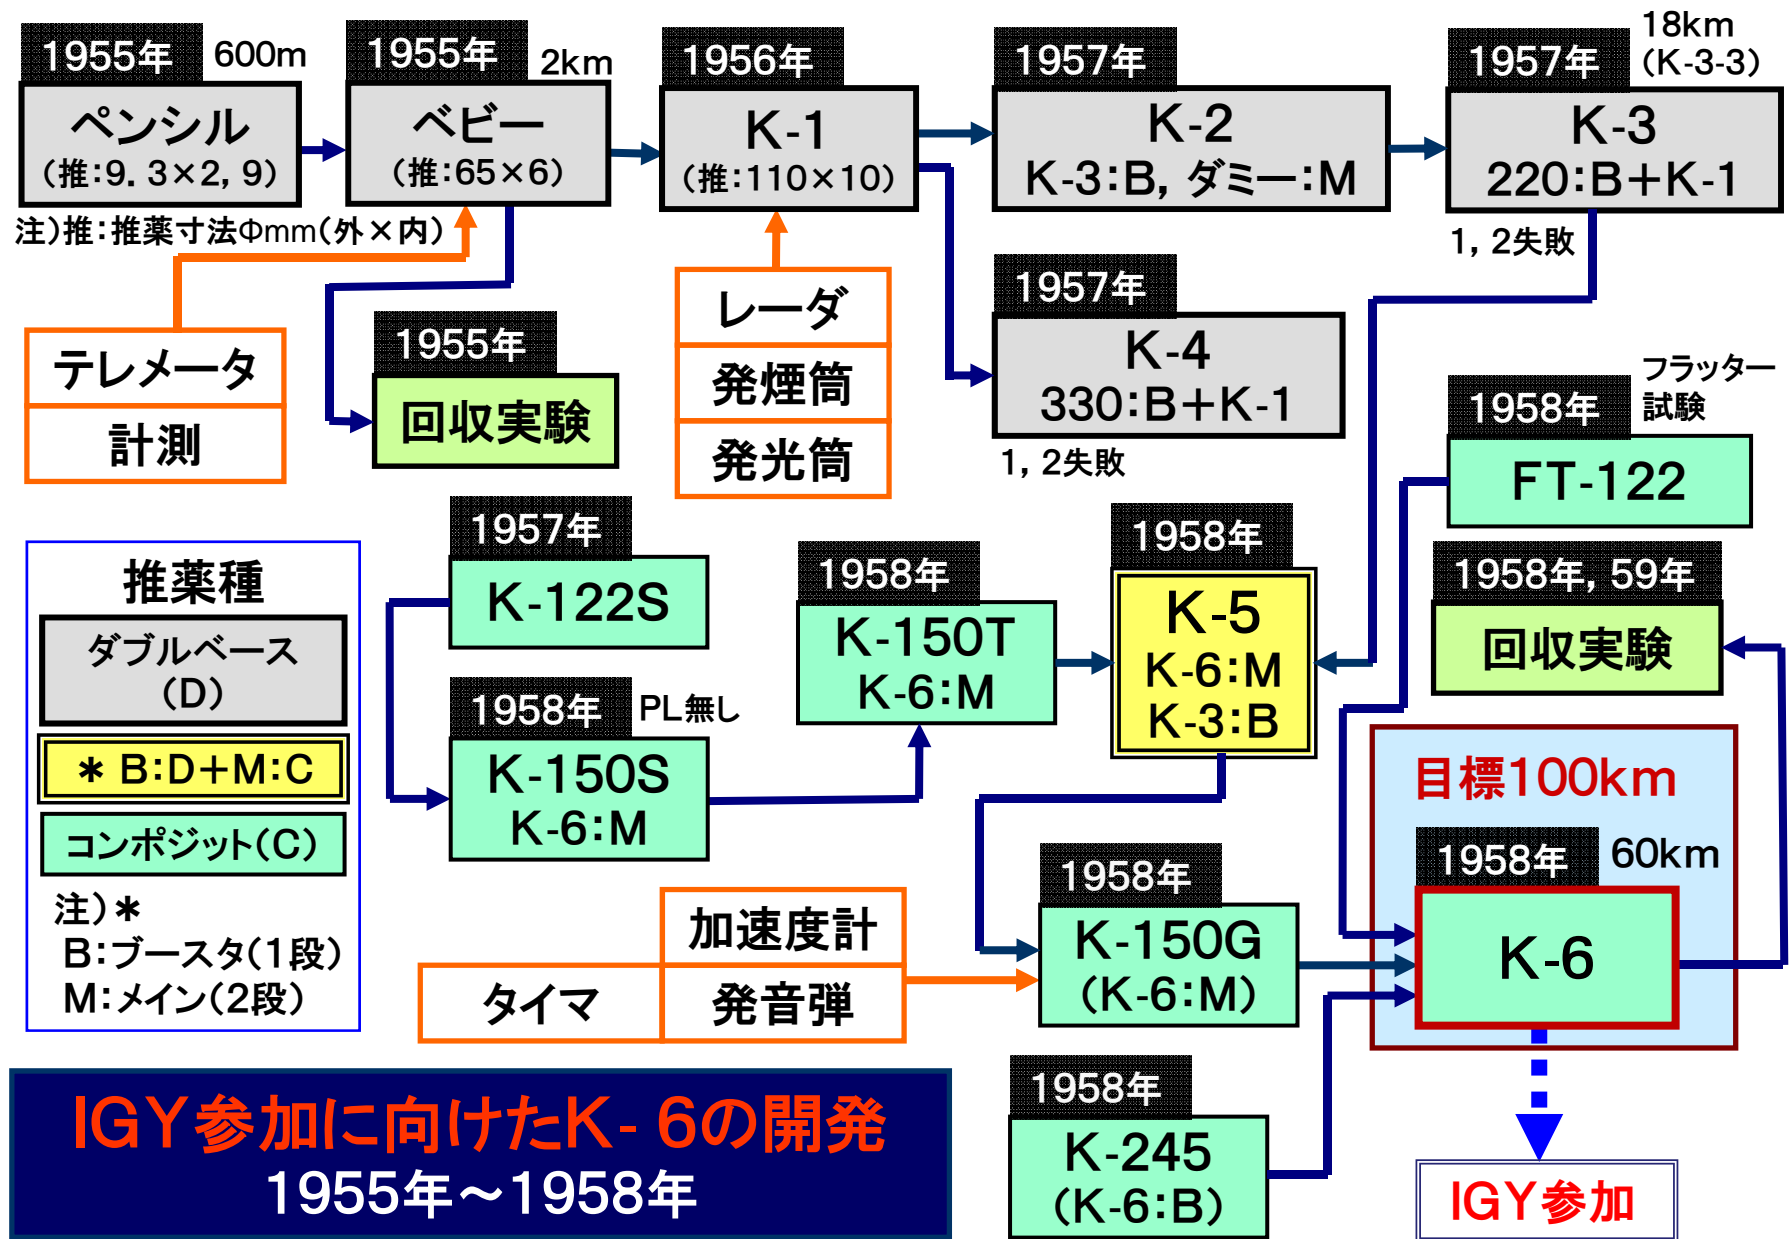 1955年
600m
ペンシル
(推:9.3×2,9)
注)推:推薬寸法Φmm(外×内)
1955年
2km
ベビー
(推:65×6)
1956年
K-1
(推:110×10)
1957年
K-2
K-3:B, ダミー:M
1957年
18km
(K-3-3)
K-3
220:B+K-1
1, 2失敗
テレメータ
計測
1955年
回収実験
レーダ
発煙筒
発光筒
1957年
K-4
330:B+K-1
1, 2失敗
1958年
フラッター
試験
FT-122
推薬種
ダブルベース
(D)
* B:D+M:C
コンポジット(C)
注)*
B:ブースタ(1段)
M:メイン(2段)
1957年
K-122S
1958年
PL無し
K-150S
K-6:M
1958年
K-150T
K-6:M
1958年
K-5
K-6:M
K-3:B
1958年, 59年
回収実験
目標100km
1958年
60km
K-6
加速度計
タイマ
発音弾
1958年
K-150G
(K-6:M)
1958年
K-245
(K-6:B)
IGY参加
IGY参加に向けたK-6の開発
1955年~1958年